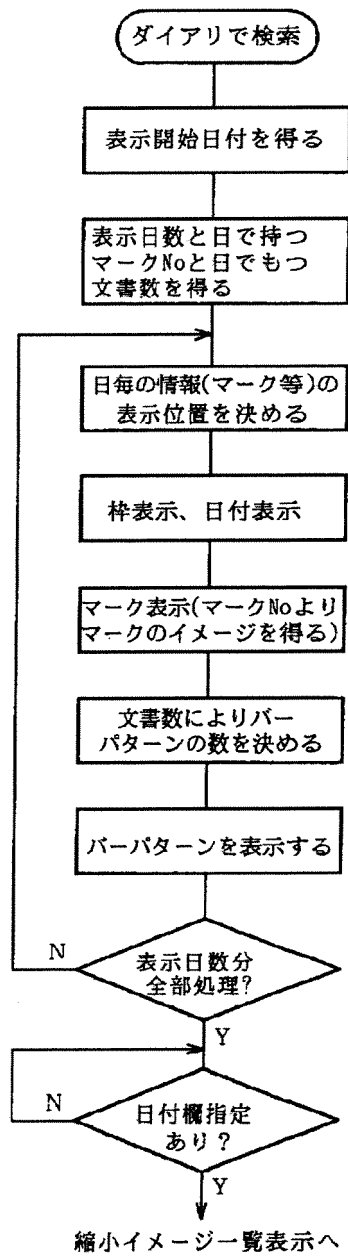 ダイアリで検索
表示開始日付を得る
表示日数と日で持つ
マークNoと日でもつ
文書数を得る
日毎の情報(マーク等)の
表示位置を決める
枠表示、日付表示
マーク表示(マークNoより
マークのイメージを得る)
文書数によりバー
パターンの数を決める
バーパターンを表示する
N
表示日数分
全部処理?
Y
N
日付欄指定
あり?
Y
縮小イメージ一覧表示へ